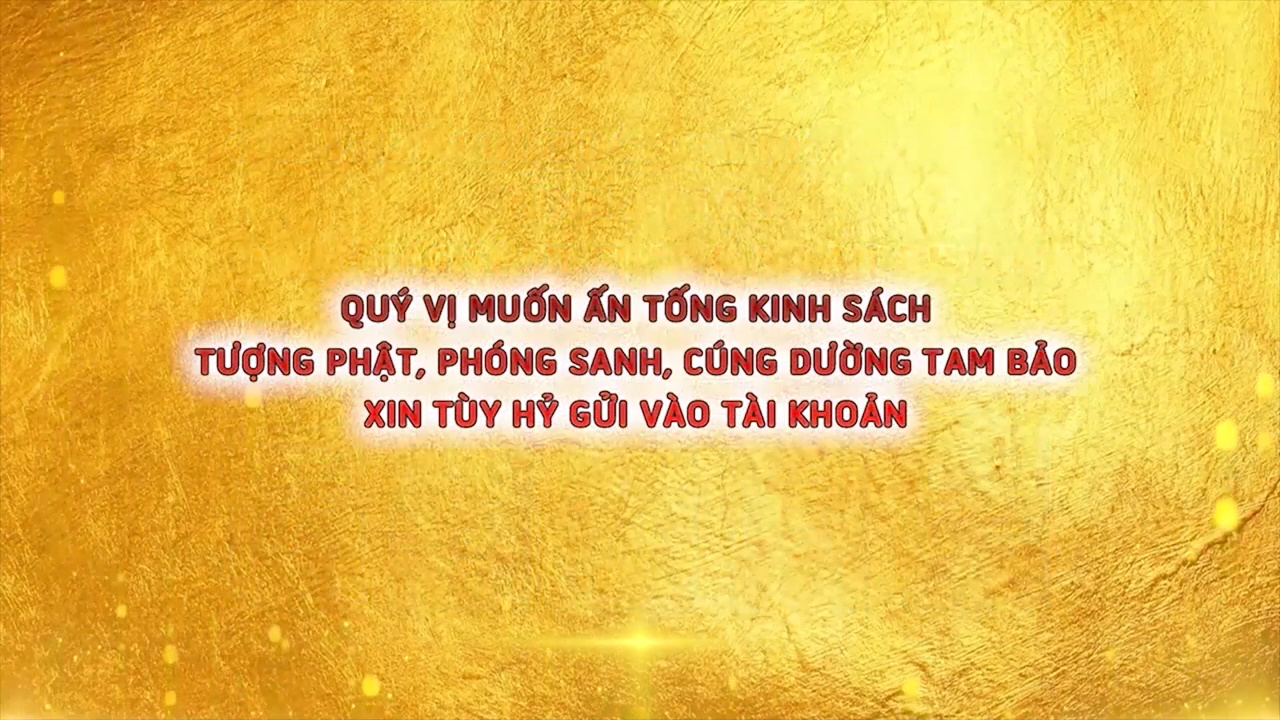 QUÝ VỊ MUỐN ẤN TỐNG KINH SÁCH
TƯỢNG PHẬT, PHÓNG SANH, CÚNG DƯỜNG TAM BẢO
XIN TÙY HỶ GỬI VÀO TÀI KHOẢN